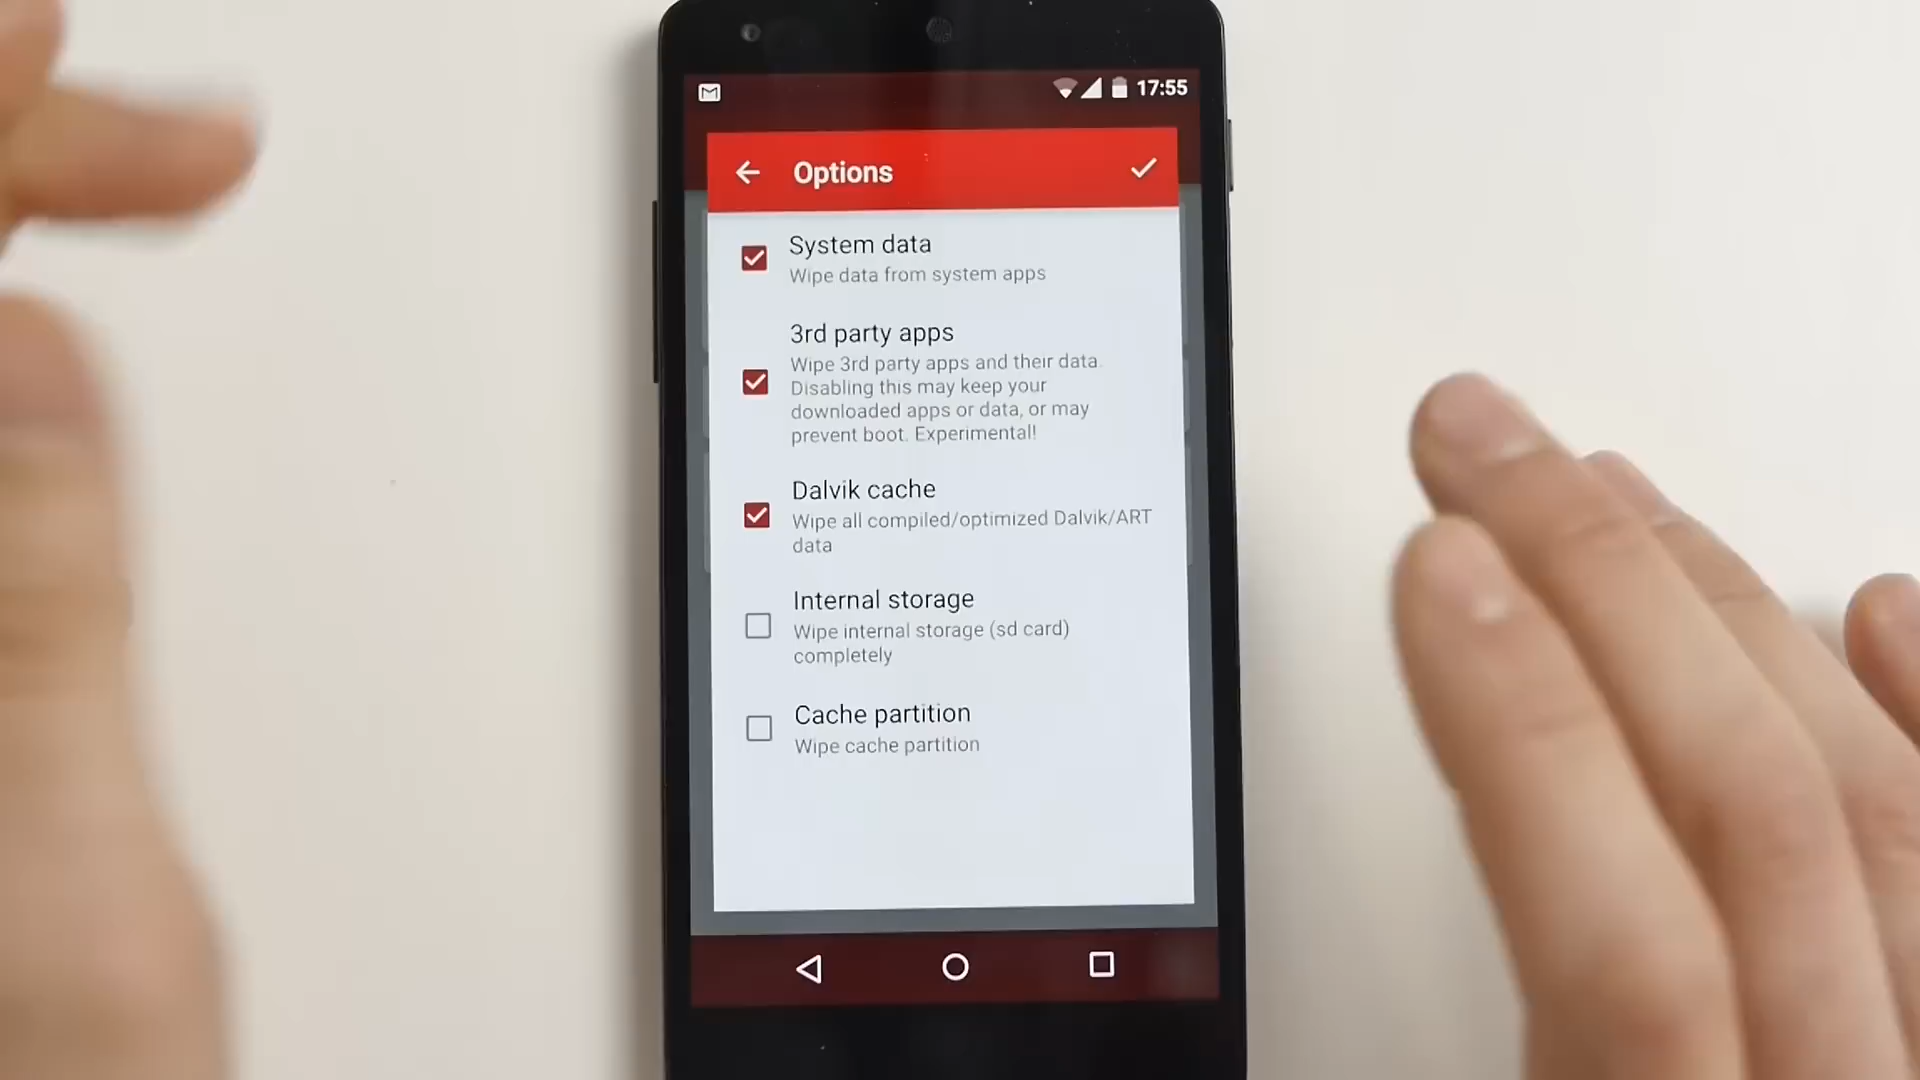 17:55
Options
System data
Wipe data from system apps
3rd party apps
Wipe 3rd party apps and their data.
Disabling this may keep your
downloaded apps or data, or may
prevent boot. Experimental!
Dalvik cache
Wipe all compiled/optimized Dalvik/ART
data
Internal storage
Wipe internal storage (sd card)
completely
Cache partition
Wipe cache partition